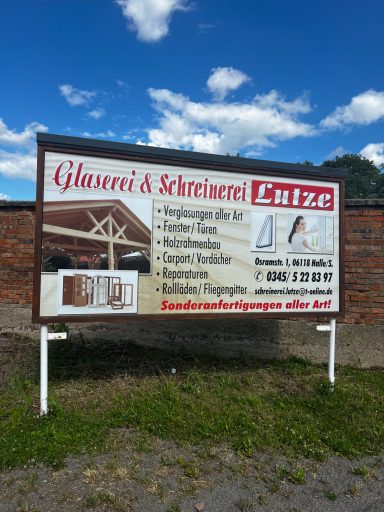 Glaserei & Schreinerei Lutze
• Verglasungen aller Art
• Fenster/ Türen
• Holzrahmenbau
• Carport/ Vordächer
• Reparaturen
• Rollläden/ Fliegengitter
Osramstr. 1, 06118 Halle/S.
✆ 0345/ 5 22 83 97
schreinerei.lutze@t-online.de
Sonderanfertigungen aller Art!